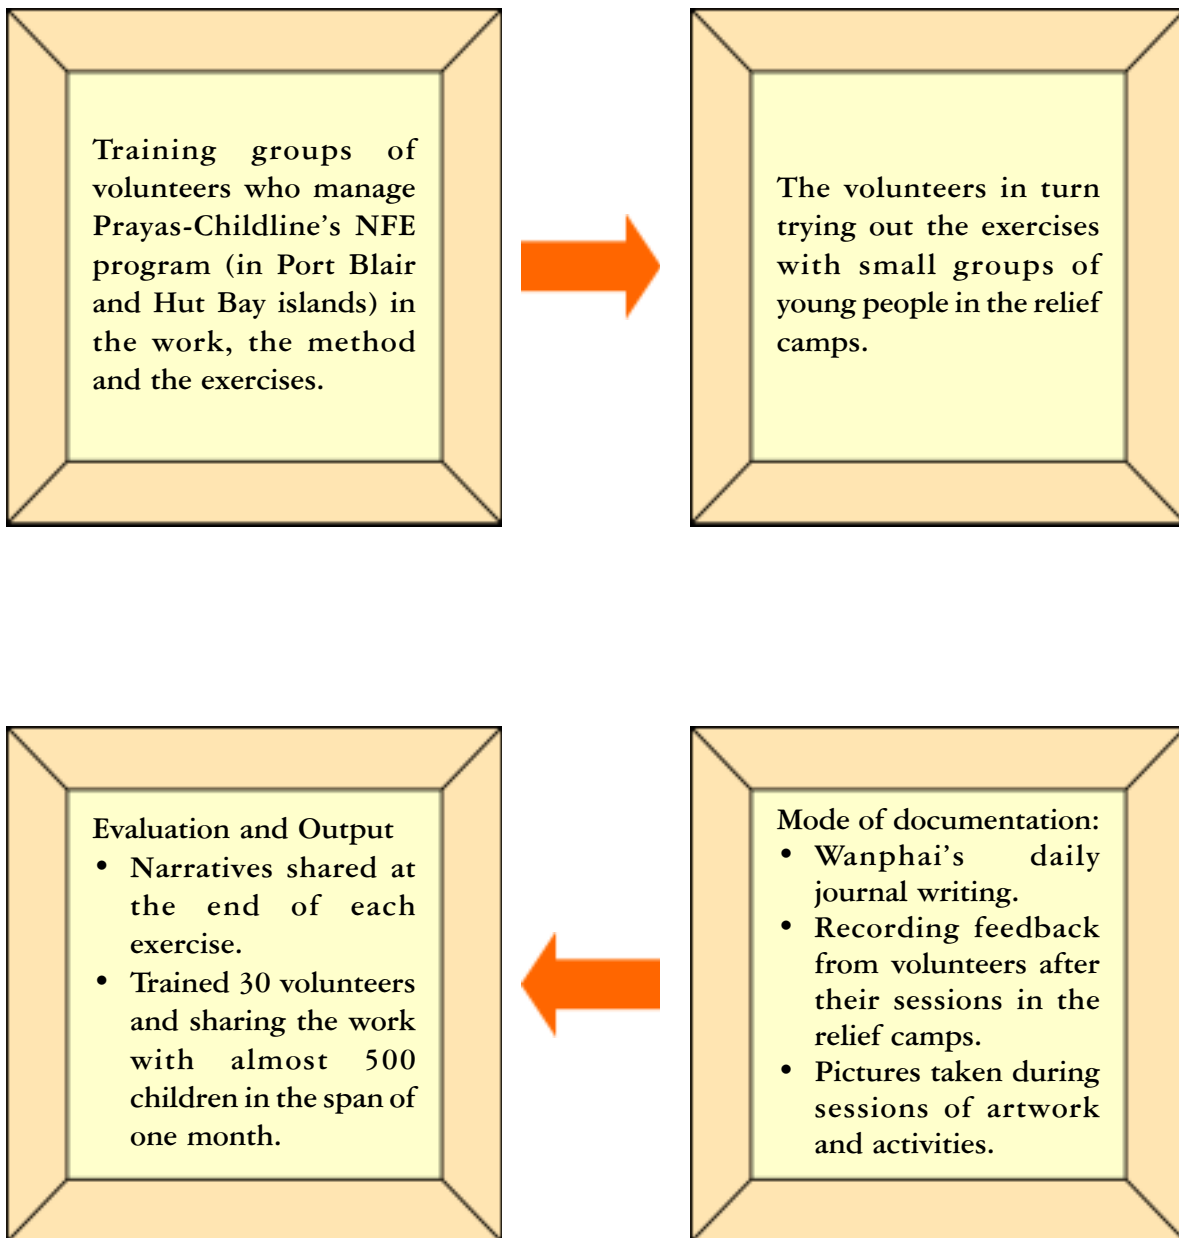 Training groups of
volunteers who manage
Prayas-Childline’s NFE
program (in Port Blair
and Hut Bay islands) in
the work, the method
and the exercises.
The volunteers in turn
trying out the exercises
with small groups of
young people in the relief
camps.
Mode of documentation:
• Wanphai’s daily
journal writing.
• Recording feedback
from volunteers after
their sessions in the
relief camps.
• Pictures taken during
sessions of artwork
and activities.
Evaluation and Output
• Narratives shared at
the end of each
exercise.
• Trained 30 volunteers
and sharing the work
with almost 500
children in the span of
one month.